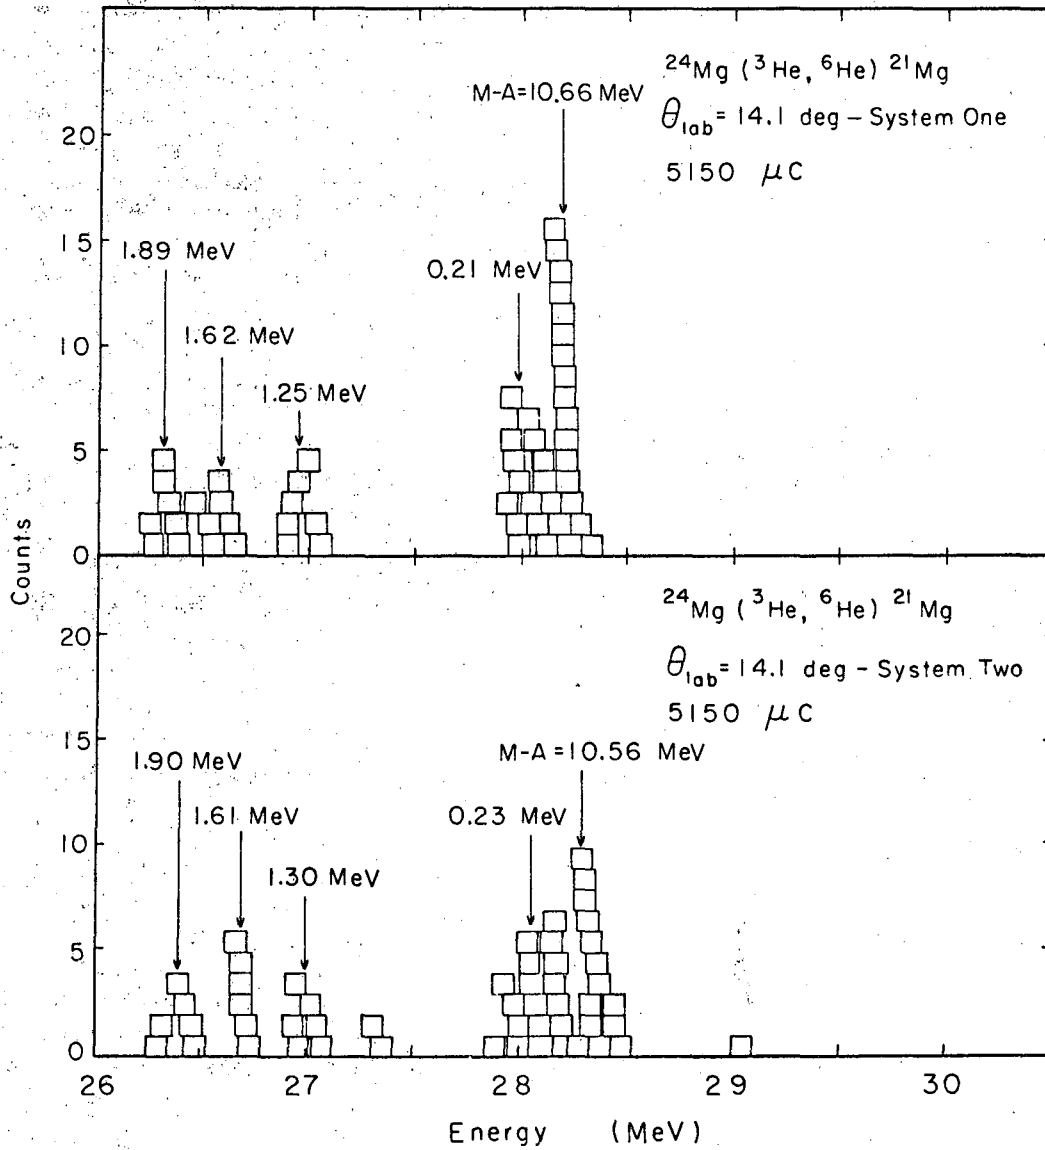 ²⁴Mg (³He, ⁶He) ²¹Mg
M-A=10.66 MeV
θlab = 14.1 deg – System One
20
5150 μC
15
1.89 MeV
0.21 MeV
1.62 MeV
10
1.25 MeV
5
0
Counts
²⁴Mg (³He, ⁶He) ²¹Mg
20
θlab = 14.1 deg – System Two
5150 μC
15
M-A = 10.56 MeV
1.90 MeV
1.61 MeV
0.23 MeV
10
1.30 MeV
5
0
26 27 28 29 30
Energy (MeV)